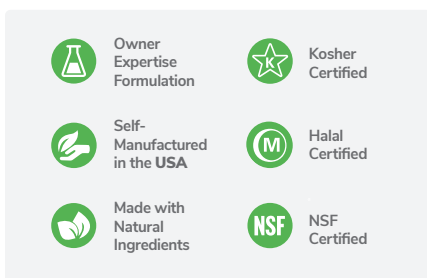 Owner
Expertise
Formulation
K
Kosher
Certified
Self-
Manufactured
in the USA
M
Halal
Certified
Made with
Natural
Ingredients
NSF
NSF
Certified